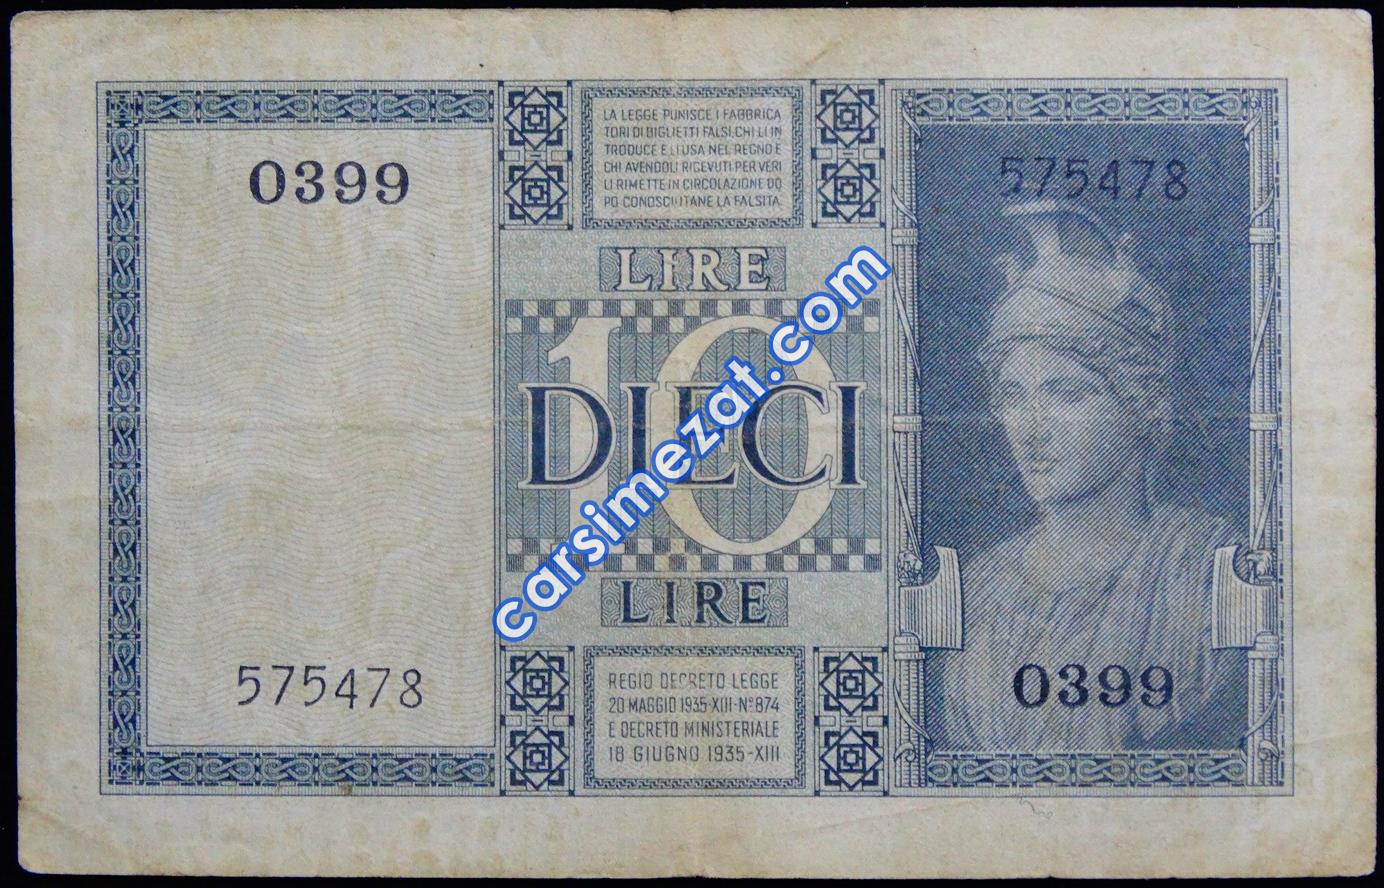 0399
575478
LA LEGGE PUNISCE I FABBRICA
TORI DI BIGLIETTI FALSI, CHI LI IN
TRODUCE E LI USA NEL REGNO E
CHI AVENDOLI RICEVUTI PER VERI
LI RIMETTE IN CIRCOLAZIONE DO
PO CONOSCIUTANE LA FALSITA.
LIRE
10
DIECI
LIRE
REGIO DECRETO LEGGE
20 MAGGIO 1935-XIII-Nº874
E DECRETO MINISTERIALE
18 GIUGNO 1935-XIII
575478
0399
carsimezat.com